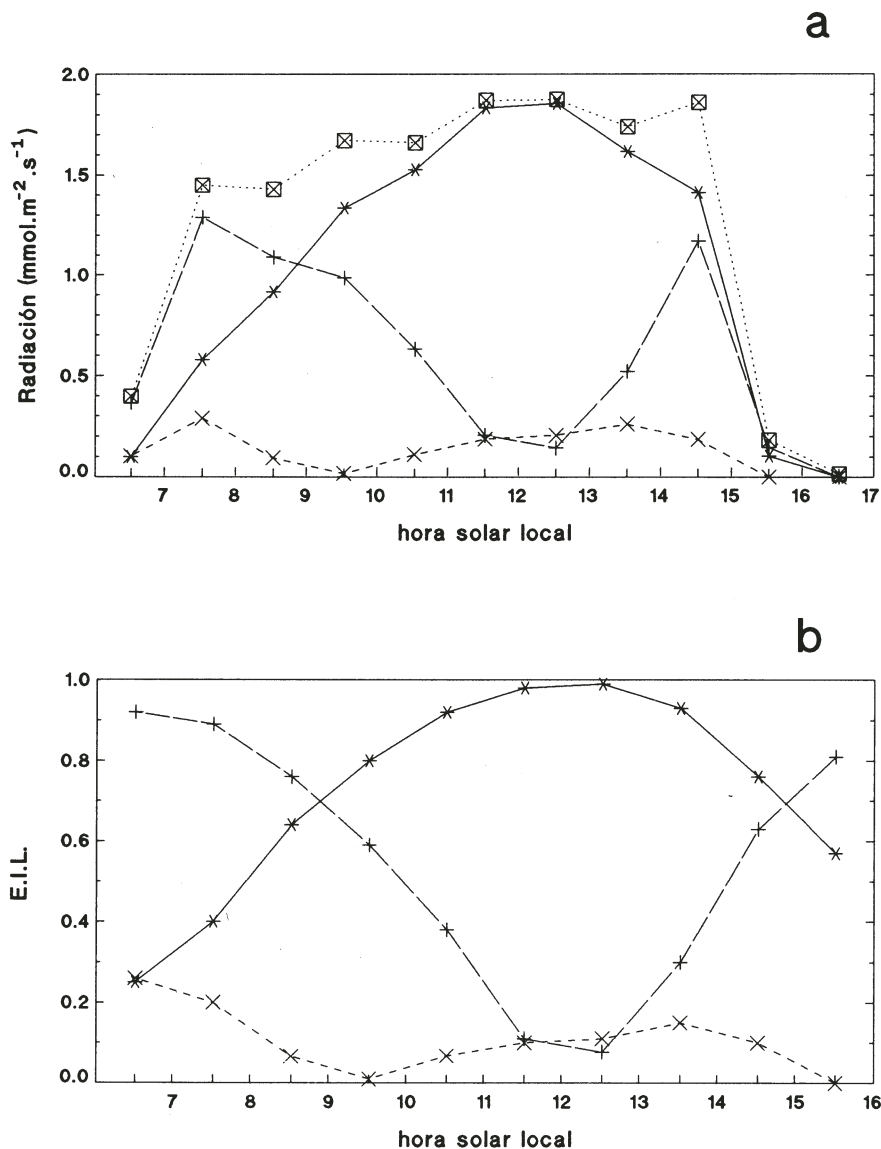 a
Radiación (mmol.m⁻².s⁻¹)
2.0
1.5
1.0
0.5
0.0
7 8 9 10 11 12 13 14 15 16 17
hora solar local
b
E.I.L.
1.0
0.8
0.6
0.4
0.2
0.0
7 8 9 10 11 12 13 14 15 16
hora solar local